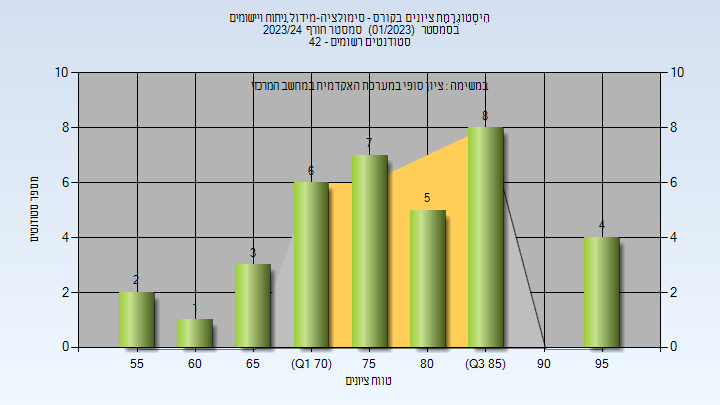 היסטוגרמת ציונים בקורס - סימולציה-מידול,ניתוח ויישומים
בסמסטר (01/2023) סמסטר חורף 2023/24
סטודנטים רשומים - 42
במשימה : ציון סופי במערכת האקדמית במחשב המרכזי
10 10
8 8
6 6
4 4
2 2
0 0
2 1 3 6 7 5 8 4
מספר סטודנטים
55 60 65 (Q1 70) 75 80 (Q3 85) 90 95
טווח ציונים